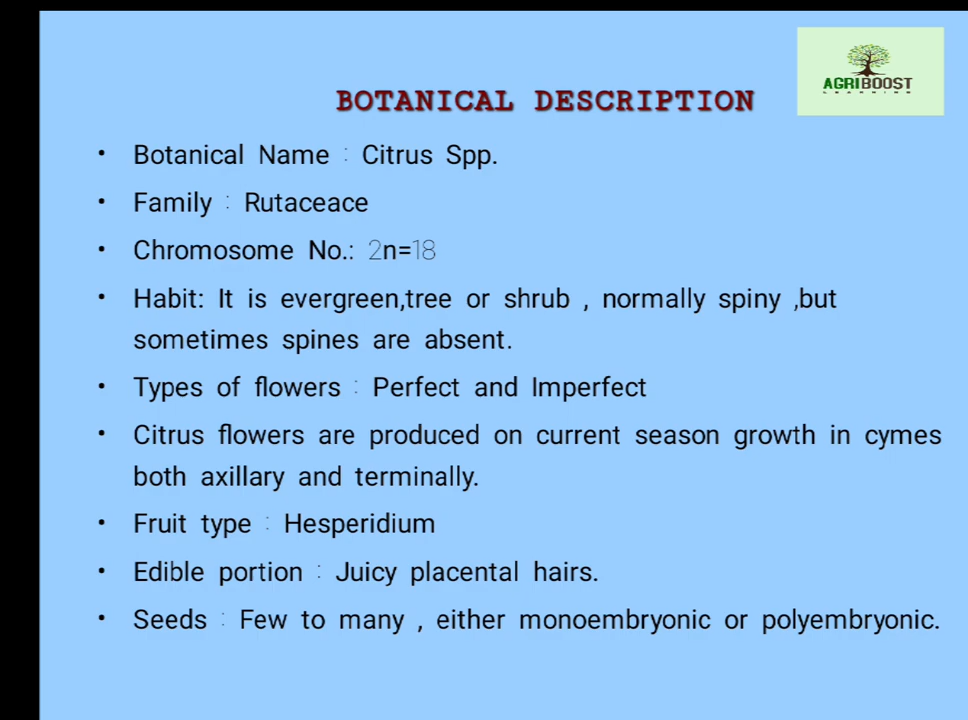 AGRIBOOST
LEARNING
BOTANICAL DESCRIPTION
• Botanical Name : Citrus Spp.
• Family : Rutaceace
• Chromosome No.: 2n=18
• Habit: It is evergreen,tree or shrub , normally spiny ,but
sometimes spines are absent.
• Types of flowers : Perfect and Imperfect
• Citrus flowers are produced on current season growth in cymes
both axillary and terminally.
• Fruit type : Hesperidium
• Edible portion : Juicy placental hairs.
• Seeds : Few to many , either monoembryonic or polyembryonic.